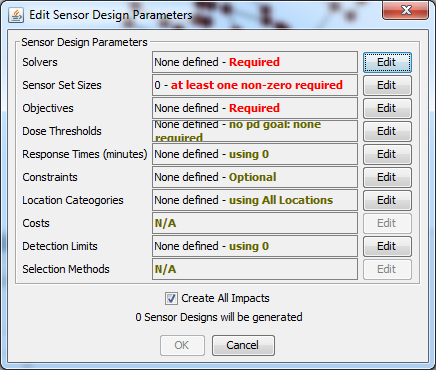 Edit Sensor Design Parameters
Sensor Design Parameters
Solvers None defined - Required Edit
Sensor Set Sizes 0 - at least one non-zero required Edit
Objectives None defined - Required Edit
Dose Thresholds None defined - no pd goal: none required Edit
Response Times (minutes) None defined - using 0 Edit
Constraints None defined - Optional Edit
Location Cateogories None defined - using All Locations Edit
Costs N/A Edit
Detection Limits None defined - using 0 Edit
Selection Methods N/A Edit
Create All Impacts
0 Sensor Designs will be generated
OK Cancel